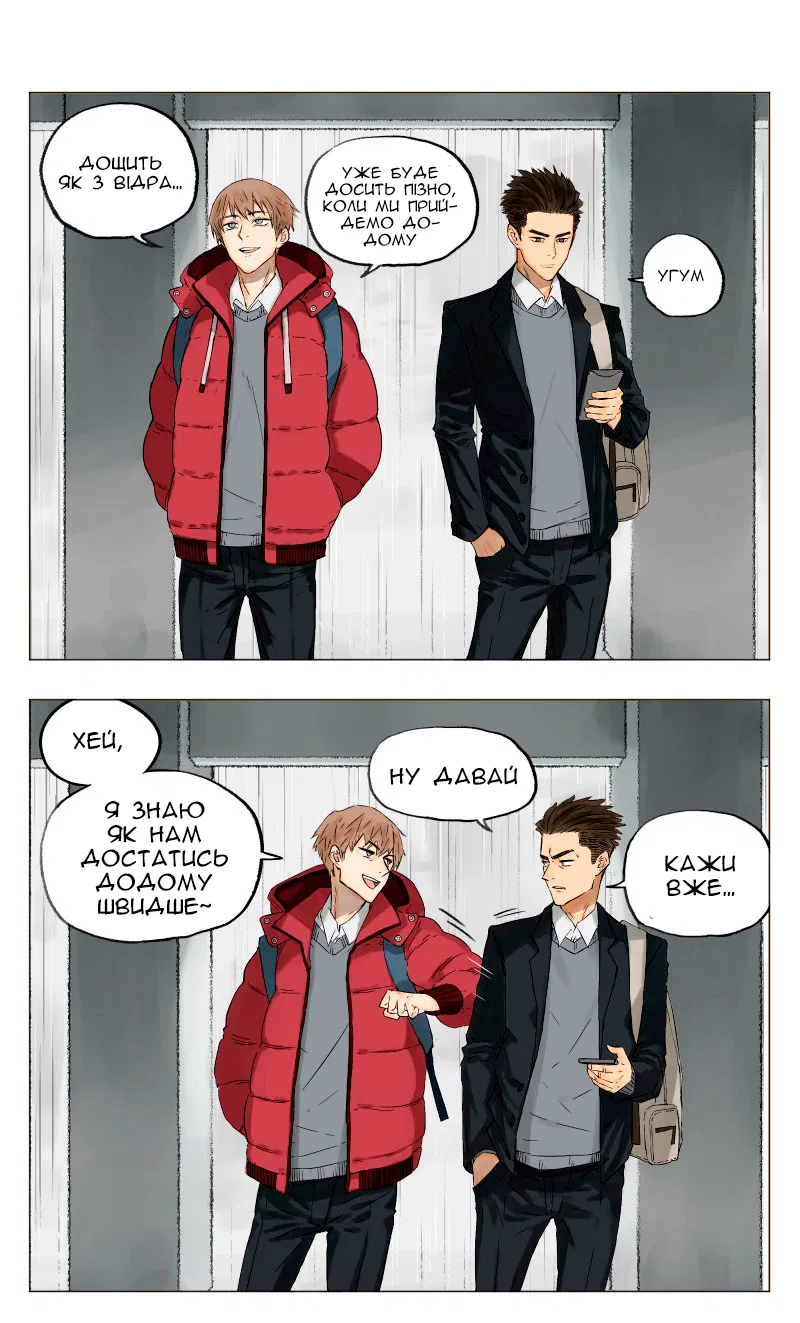 ДОЩИТЬ
ЯК З ВІДРА...
УЖЕ БУДЕ
ДОСИТЬ ПІЗНО,
КОЛИ МИ ПРИЙ-
ДЕМО ДО-
ДОМУ
УГУМ
ХЕЙ,
Я ЗНАЮ
ЯК НАМ
ДОСТАТИСЬ
ДОДОМУ
ШВИДШЕ~
НУ ДАВАЙ
КАЖИ
ВЖЕ...